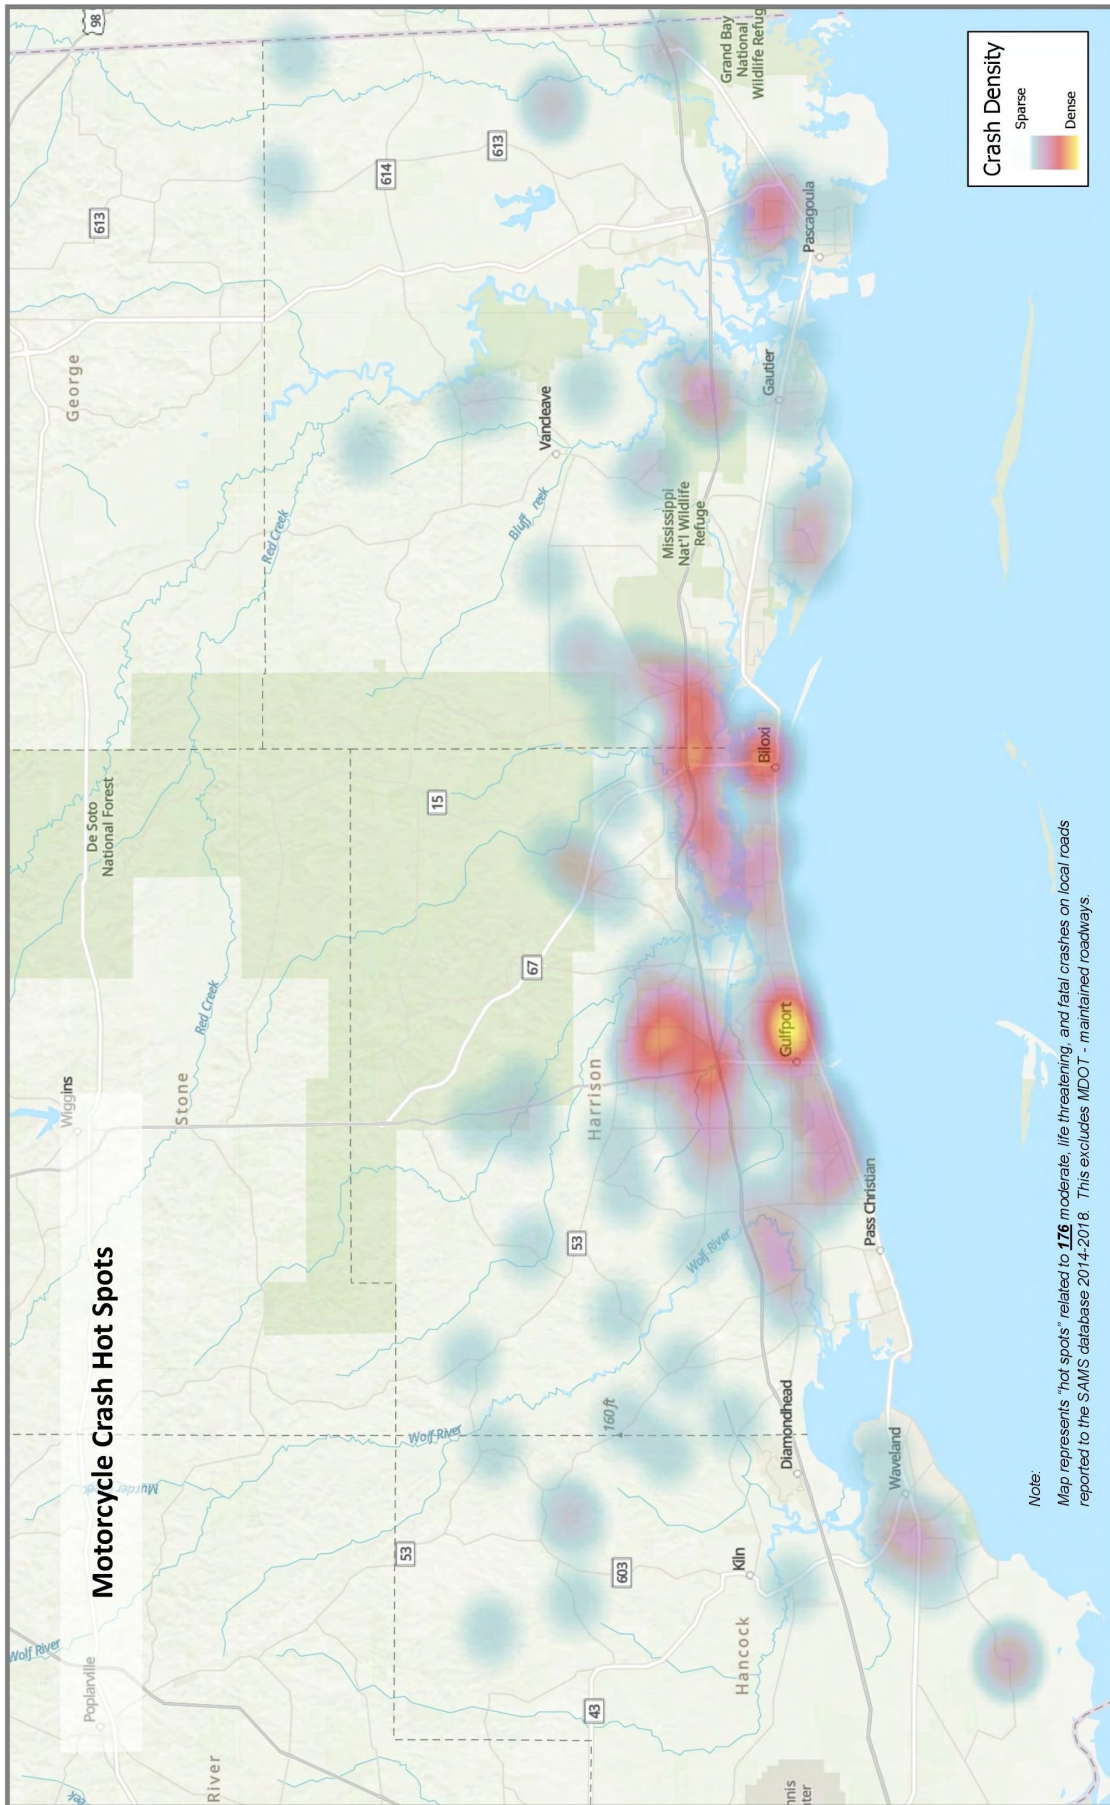 Motorcycle Crash Hot Spots
Wolf River
Poplarville
River
Wiggins
Stone
Red Creek
De Soto
National Forest
George
613
98
Red Creek
614
613
15
67
53
Wolf River
Harrison
53
160 ft
603
43
Hancock
Kiln
Diamondhead
Wolf River
Pass Christian
Waveland
Gulfport
Biloxi
Vancleave
Mississippi
Nat'l Wildlife
Refuge
Gautier
Pascagoula
Grand Bay
National
Wildlife Refug
Crash Density
Sparse
Dense
Note:
Map represents "hot spots" related to 176 moderate, life threatening, and fatal crashes on local roads
reported to the SAMS database 2014-2018. This excludes MDOT - maintained roadways.